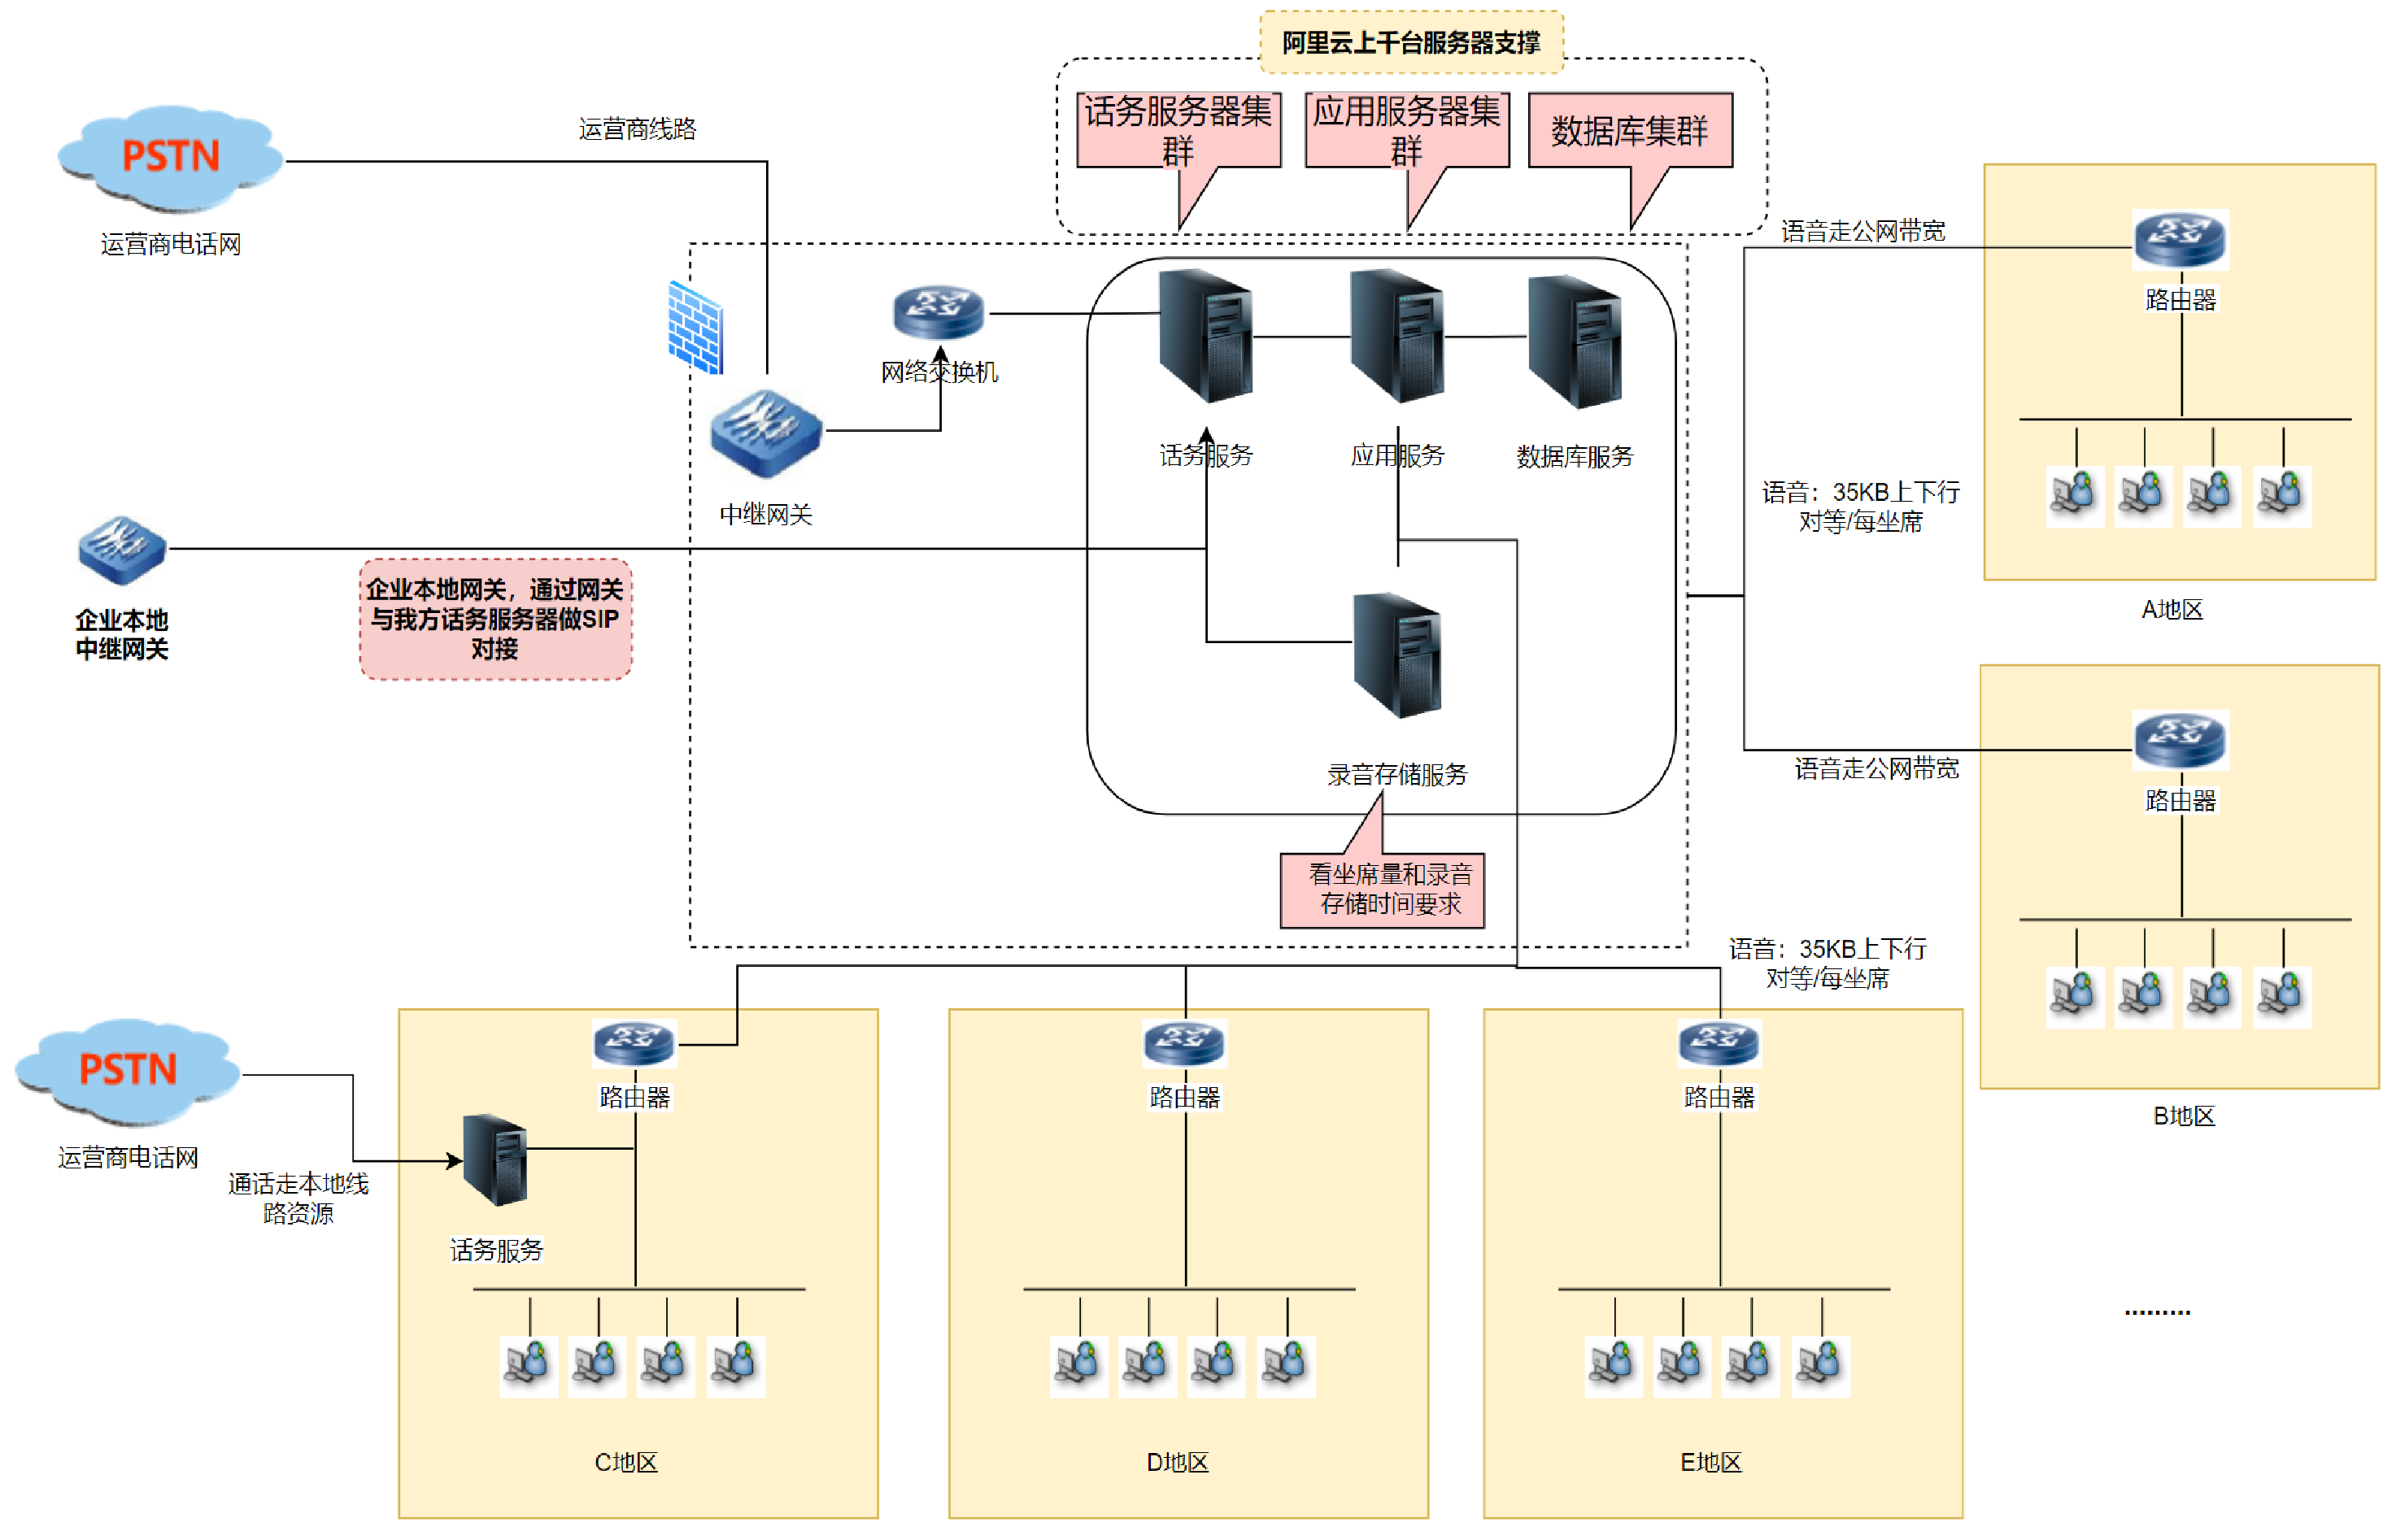 阿里云上千台服务器支撑
话务服务器集
群
应用服务器集
群
数据库集群
PSTN
运营商电话网
运营商线路
网络交换机
中继网关
企业本地
中继网关
企业本地网关，通过网关
与我方话务服务器做SIP
对接
话务服务
应用服务
数据库服务
录音存储服务
看坐席量和录音
存储时间要求
语音走公网带宽
路由器
语音：35KB上下行
对等/每坐席
A地区
语音走公网带宽
路由器
B地区
语音：35KB上下行
对等/每坐席
PSTN
运营商电话网
通话走本地线
路资源
话务服务
路由器
C地区
路由器
D地区
路由器
E地区
.........